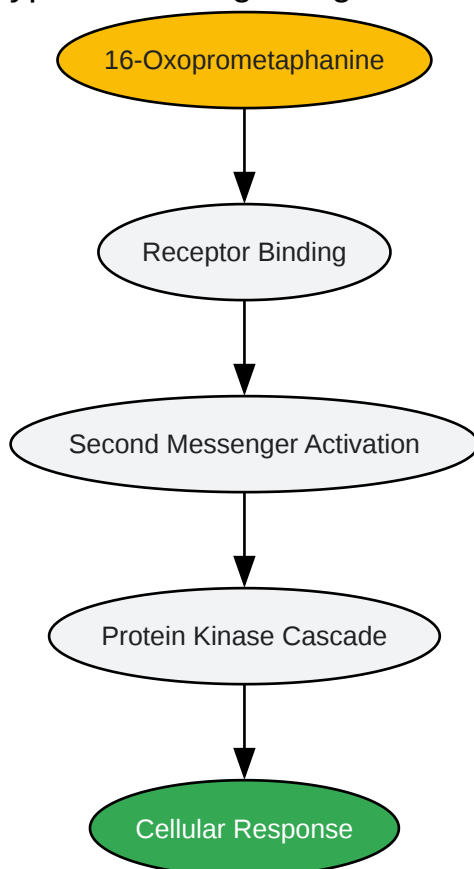 16-Oxoprometaphanine
Receptor Binding
Second Messenger Activation
Protein Kinase Cascade
Cellular Response